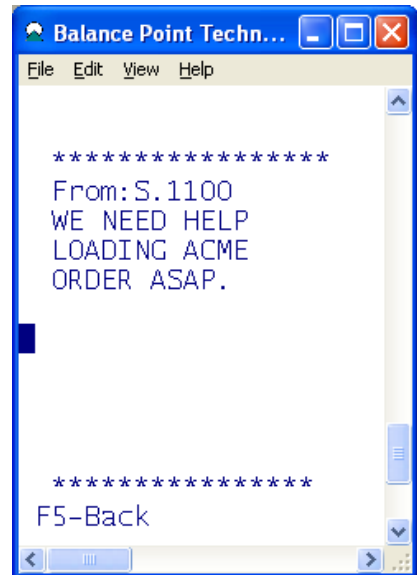 Balance Point Techn...
File Edit View Help
*****************
From:S.1100
WE NEED HELP
LOADING ACME
ORDER ASAP.
****************
F5-Back